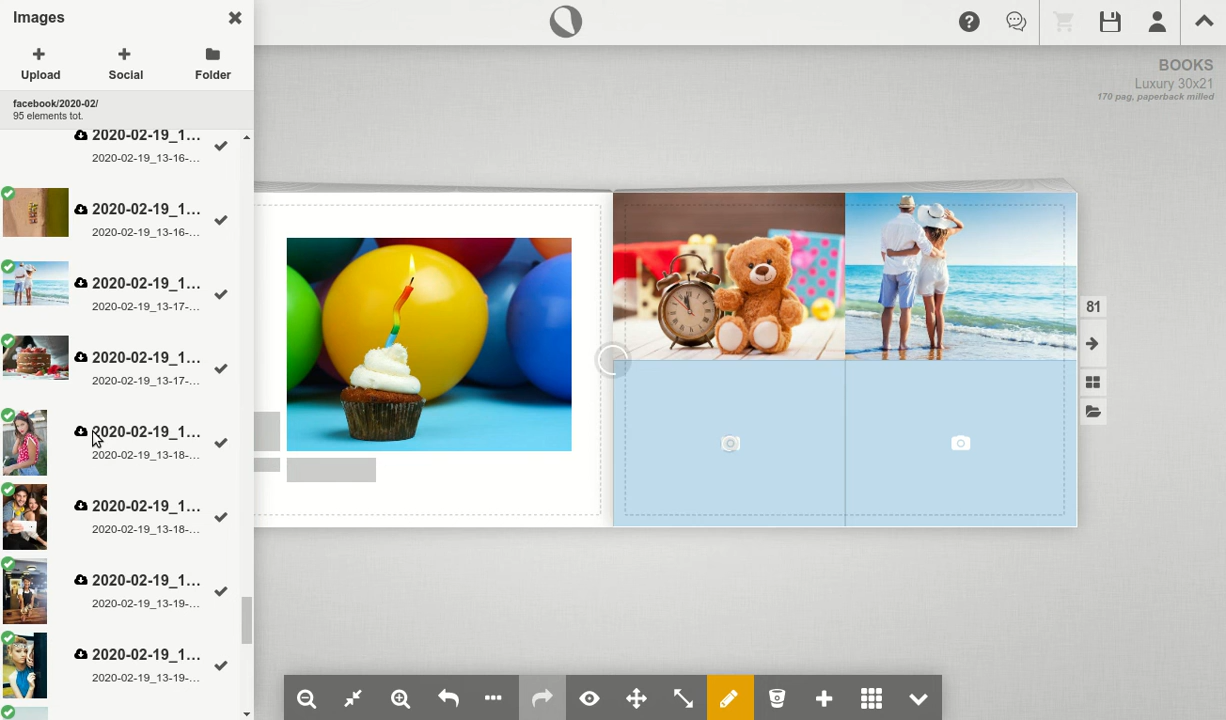 Images
Upload
Social
Folder
facebook/2020-02/
95 elements tot.
2020-02-19_1...
2020-02-19_13-16-...
2020-02-19_1...
2020-02-19_13-16-...
2020-02-19_1...
2020-02-19_13-17-...
2020-02-19_1...
2020-02-19_13-17-...
2020-02-19_1...
2020-02-19_13-18-...
2020-02-19_1...
2020-02-19_13-18-...
2020-02-19_1...
2020-02-19_13-19-...
2020-02-19_1...
2020-02-19_13-19-...
BOOKS
Luxury 30x21
170 pag, paperback milled
81